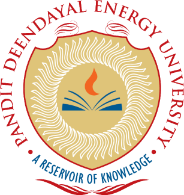 PANDIT DEENDAYAL ENERGY UNIVERSITY
• A RESERVOIR OF KNOWLEDGE •